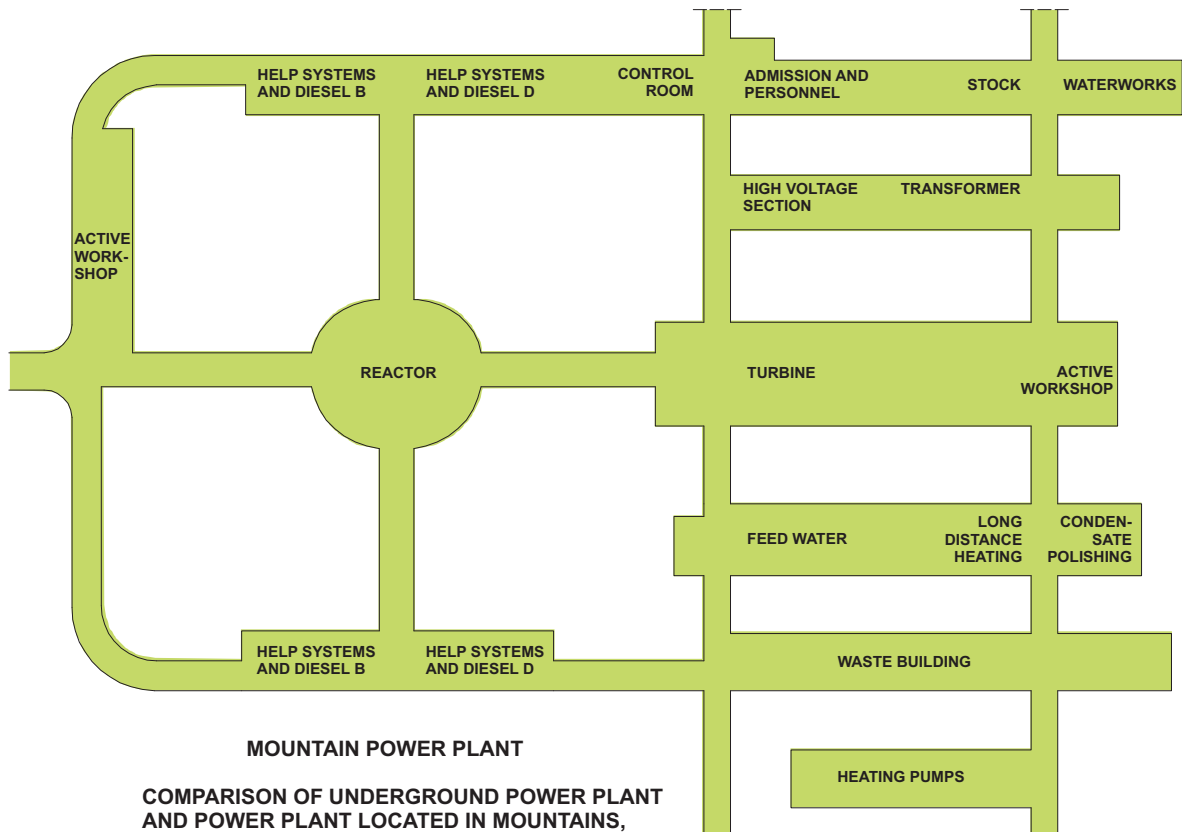 HELP SYSTEMS
AND DIESEL B
HELP SYSTEMS
AND DIESEL D
CONTROL
ROOM
ADMISSION AND
PERSONNEL
STOCK
WATERWORKS
HIGH VOLTAGE
SECTION
TRANSFORMER
ACTIVE
WORK-
SHOP
REACTOR
TURBINE
ACTIVE
WORKSHOP
FEED WATER
LONG
DISTANCE
HEATING
CONDEN-
SATE
POLISHING
HELP SYSTEMS
AND DIESEL B
HELP SYSTEMS
AND DIESEL D
WASTE BUILDING
HEATING PUMPS
MOUNTAIN POWER PLANT
COMPARISON OF UNDERGROUND POWER PLANT
AND POWER PLANT LOCATED IN MOUNTAINS,